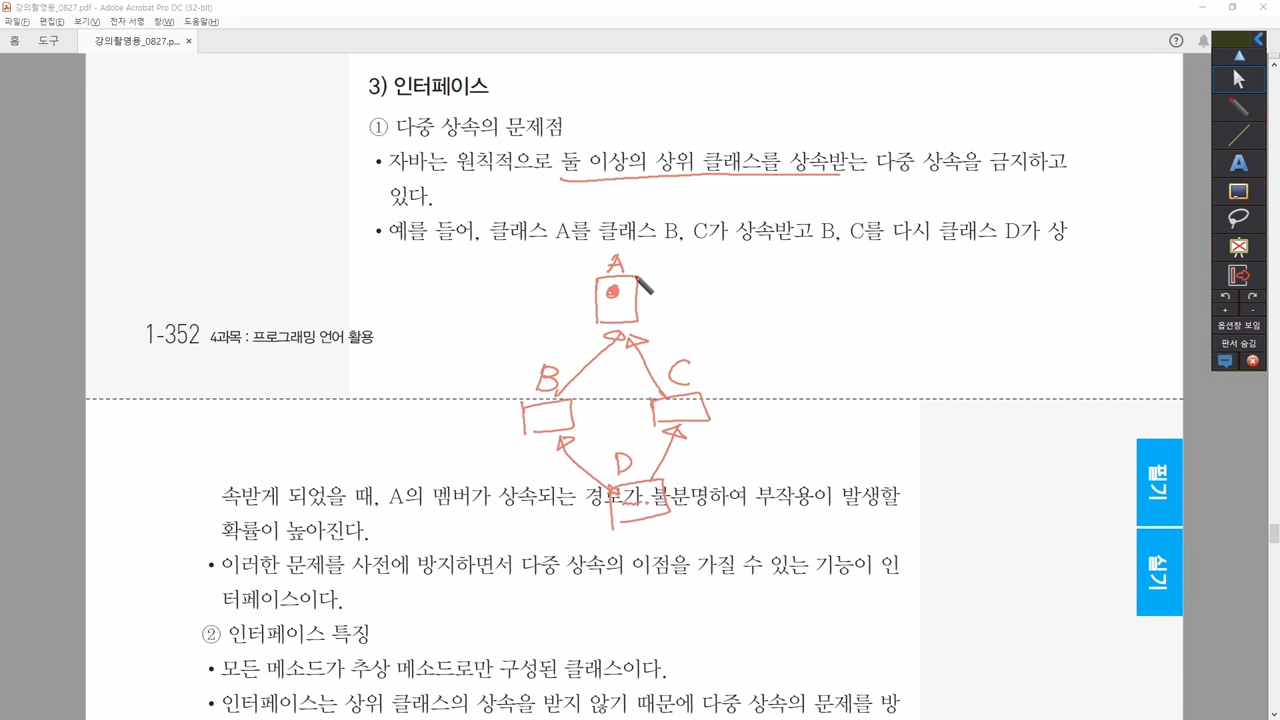 강의촬영용_0827.pdf - Adobe Acrobat Pro DC (32-bit)
파일(F) 편집(E) 보기(V) 전자 서명 창(W) 도움말(H)
홈 도구 강의촬영용_0827.p... ×
3) 인터페이스
① 다중 상속의 문제점
• 자바는 원칙적으로 둘 이상의 상위 클래스를 상속받는 다중 상속을 금지하고
있다.
• 예를 들어, 클래스 A를 클래스 B, C가 상속받고 B, C를 다시 클래스 D가 상
A
1-352 4과목 : 프로그래밍 언어 활용
B C
D
속받게 되었을 때, A의 멤버가 상속되는 경로가 불분명하여 부작용이 발생할
확률이 높아진다.
• 이러한 문제를 사전에 방지하면서 다중 상속의 이점을 가질 수 있는 기능이 인
터페이스이다.
② 인터페이스 특징
• 모든 메소드가 추상 메소드로만 구성된 클래스이다.
• 인터페이스는 상위 클래스의 상속을 받지 않기 때문에 다중 상속의 문제를 방
필기
실기
A
+ -
옵션창 보임
판서 숨김